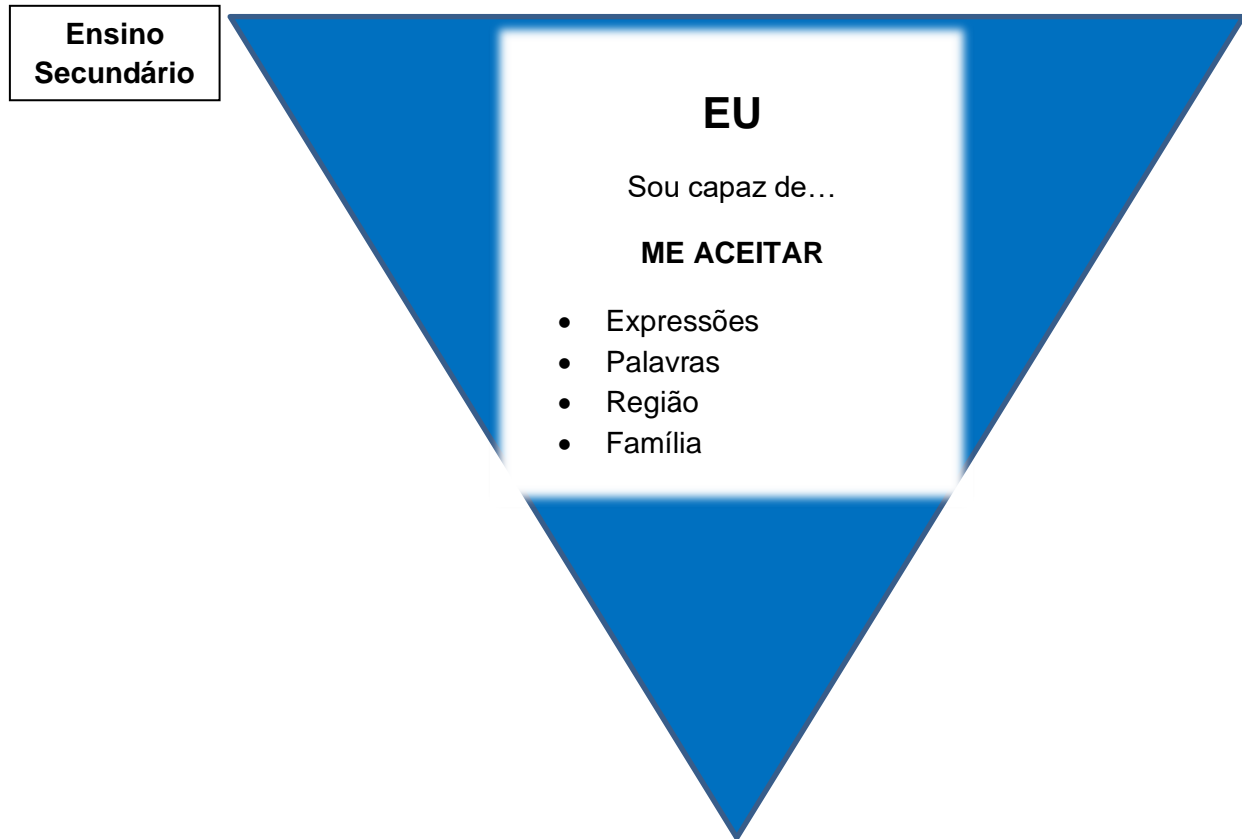 Ensino
Secundário
EU
Sou capaz de…
ME ACEITAR
• Expressões
• Palavras
• Região
• Família